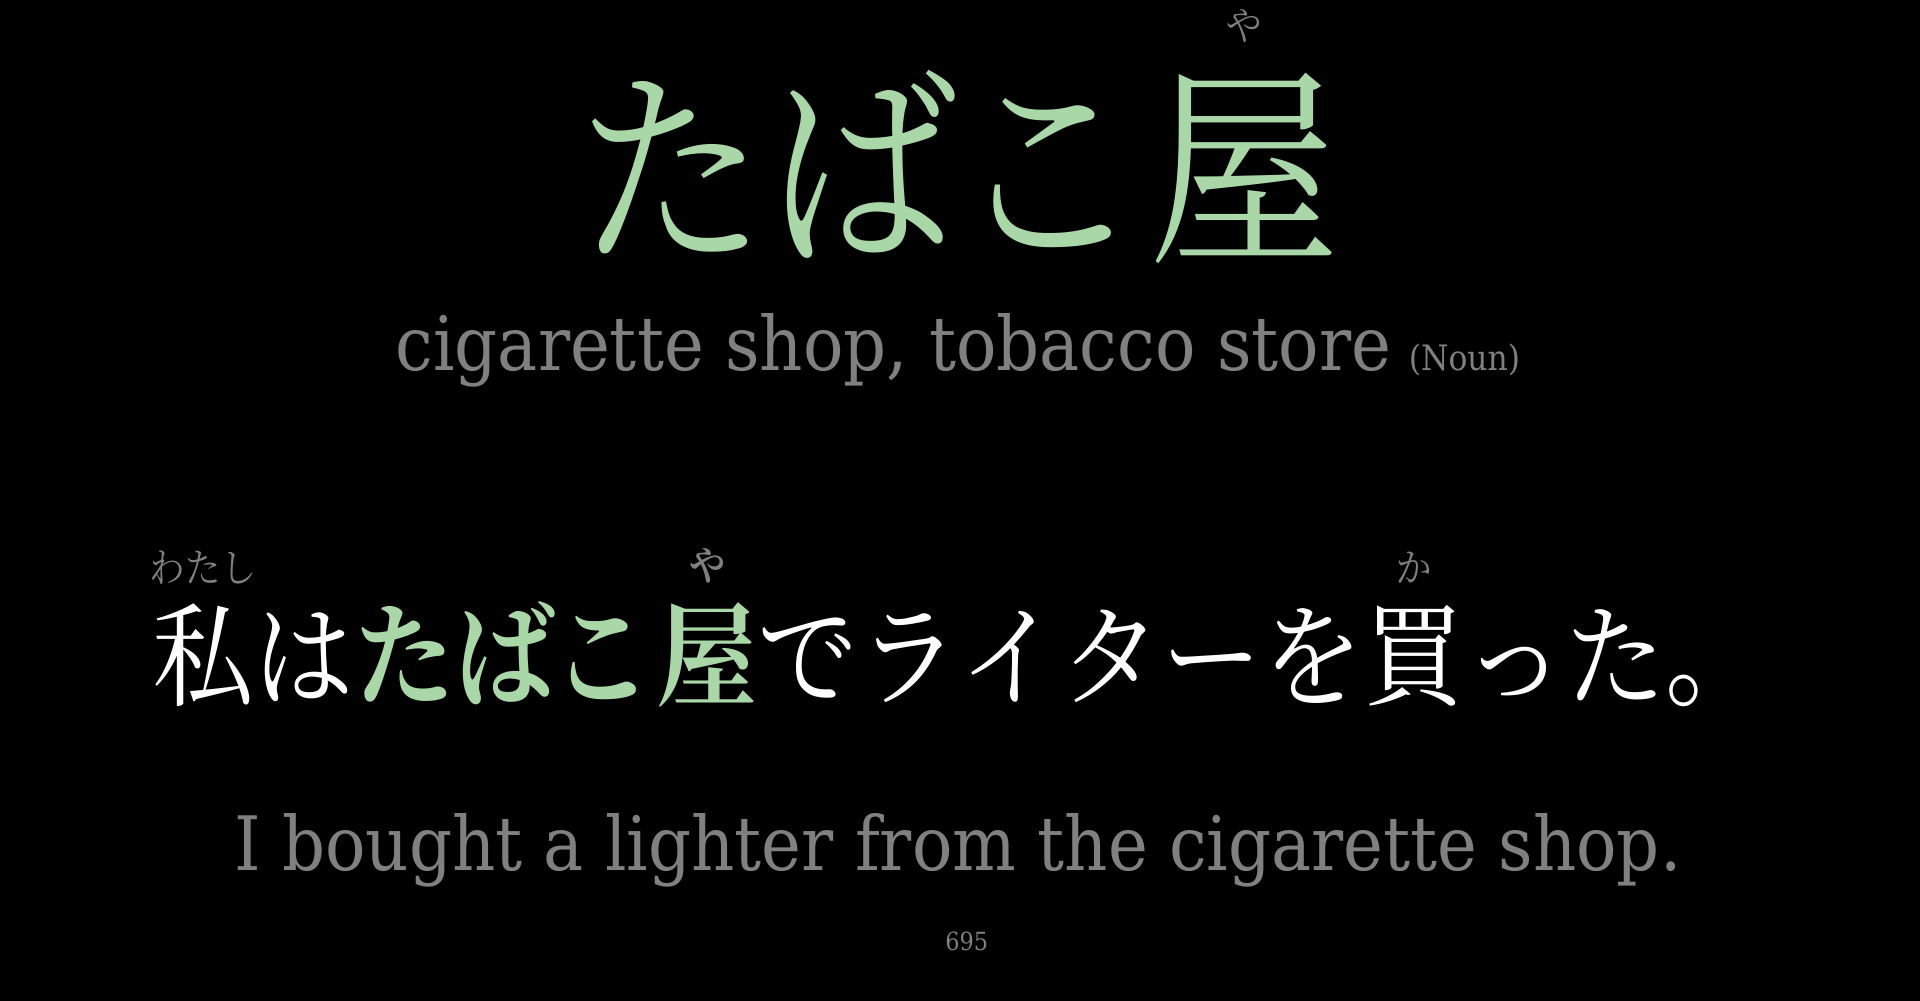 や
たばこ屋
cigarette shop, tobacco store (Noun)
わたし や か
私はたばこ屋でライターを買った。
I bought a lighter from the cigarette shop.
695